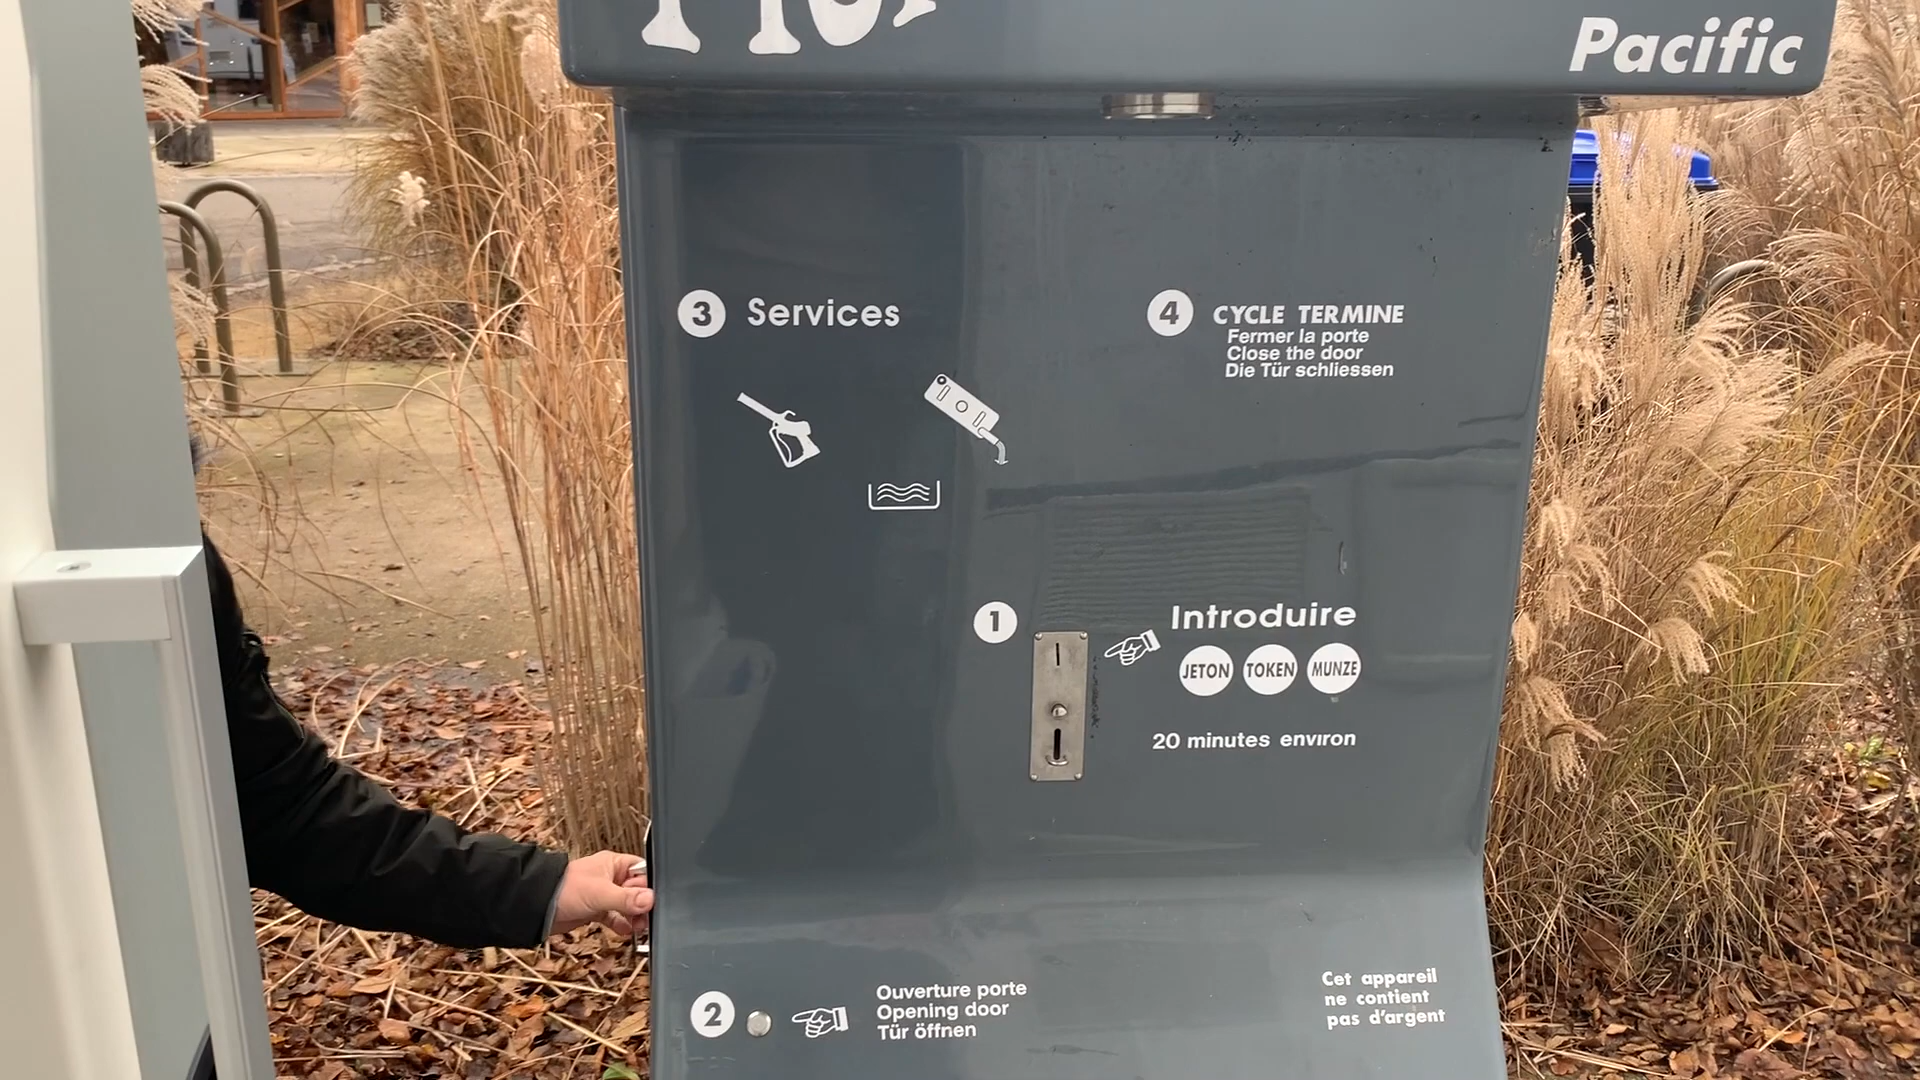 Pacific
3 Services
4 CYCLE TERMINE
Fermer la porte
Close the door
Die Tür schliessen
1 Introduire
JETON TOKEN MUNZE
20 minutes environ
2 Ouverture porte
Opening door
Tür öffnen
Cet appareil
ne contient
pas d'argent